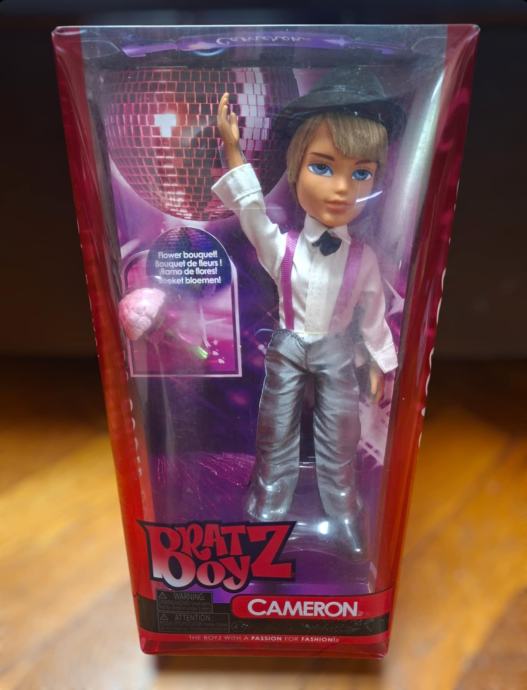 Cameron
Flower bouquet!
Bouquet de fleurs !
¡Ramo de flores!
Boeket bloemen!
BRATZ
BOYZ
WARNING:
ATTENTION:
CAMERON
THE BOYZ WITH A PASSION FOR FASHION!